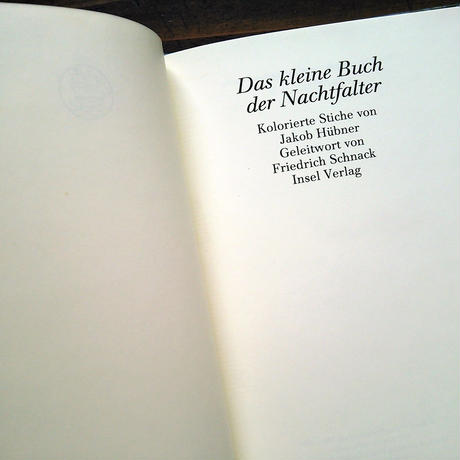 Das kleine Buch
der Nachtfalter
Kolorierte Stiche von
Jakob Hübner
Geleitwort von
Friedrich Schnack
Insel Verlag